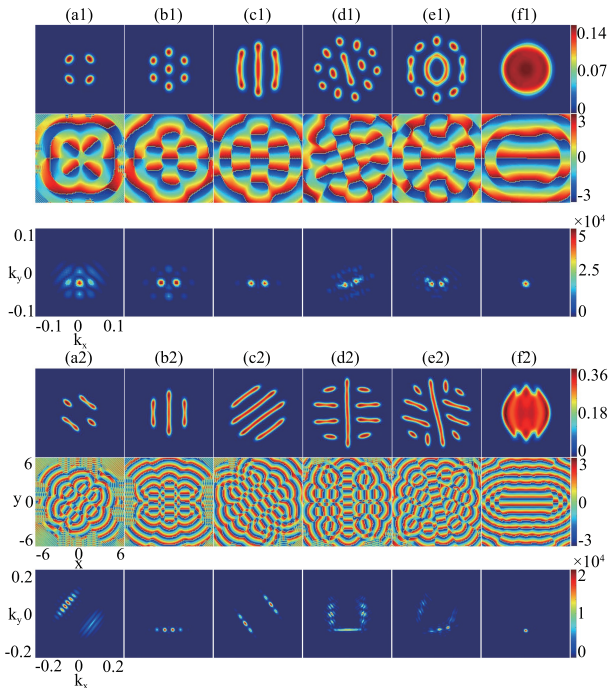 (a1) (b1) (c1) (d1) (e1) (f1)
0.14
0.07
0
3
0
-3
×10⁴
0.1
5
k_y 0
2.5
-0.1
0
-0.1 0 0.1
k_x
(a2) (b2) (c2) (d2) (e2) (f2)
0.36
0.18
0
6
3
y 0
0
-6
-3
-6 0 6
x
×10⁴
0.2
2
k_y 0
1
-0.2
0
-0.2 0 0.2
k_x